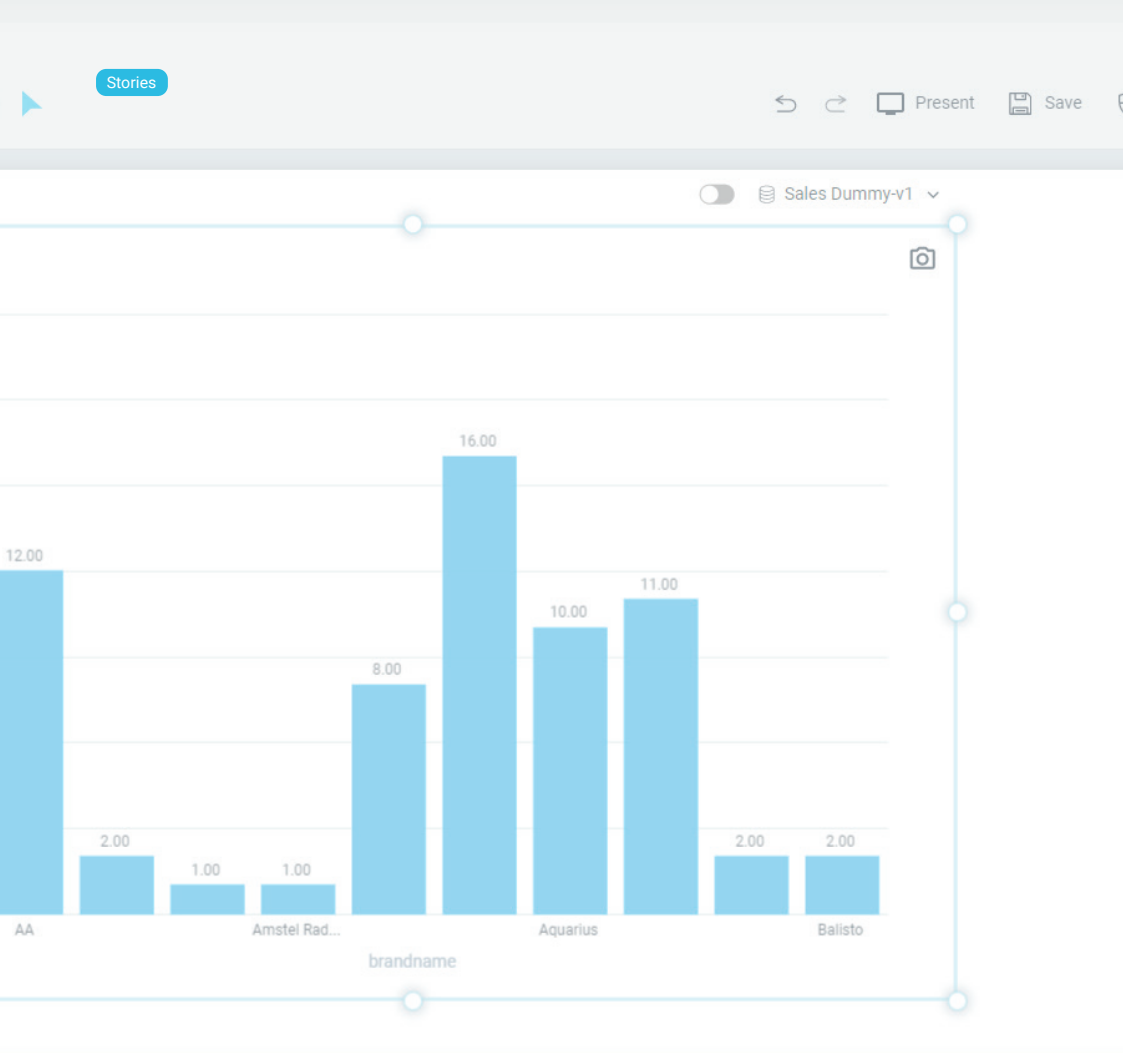 Stories
Present Save
Sales Dummy-v1
16.00
12.00
11.00
10.00
8.00
2.00
1.00
1.00
2.00
2.00
AA
Amstel Rad...
Aquarius
Balisto
brandname